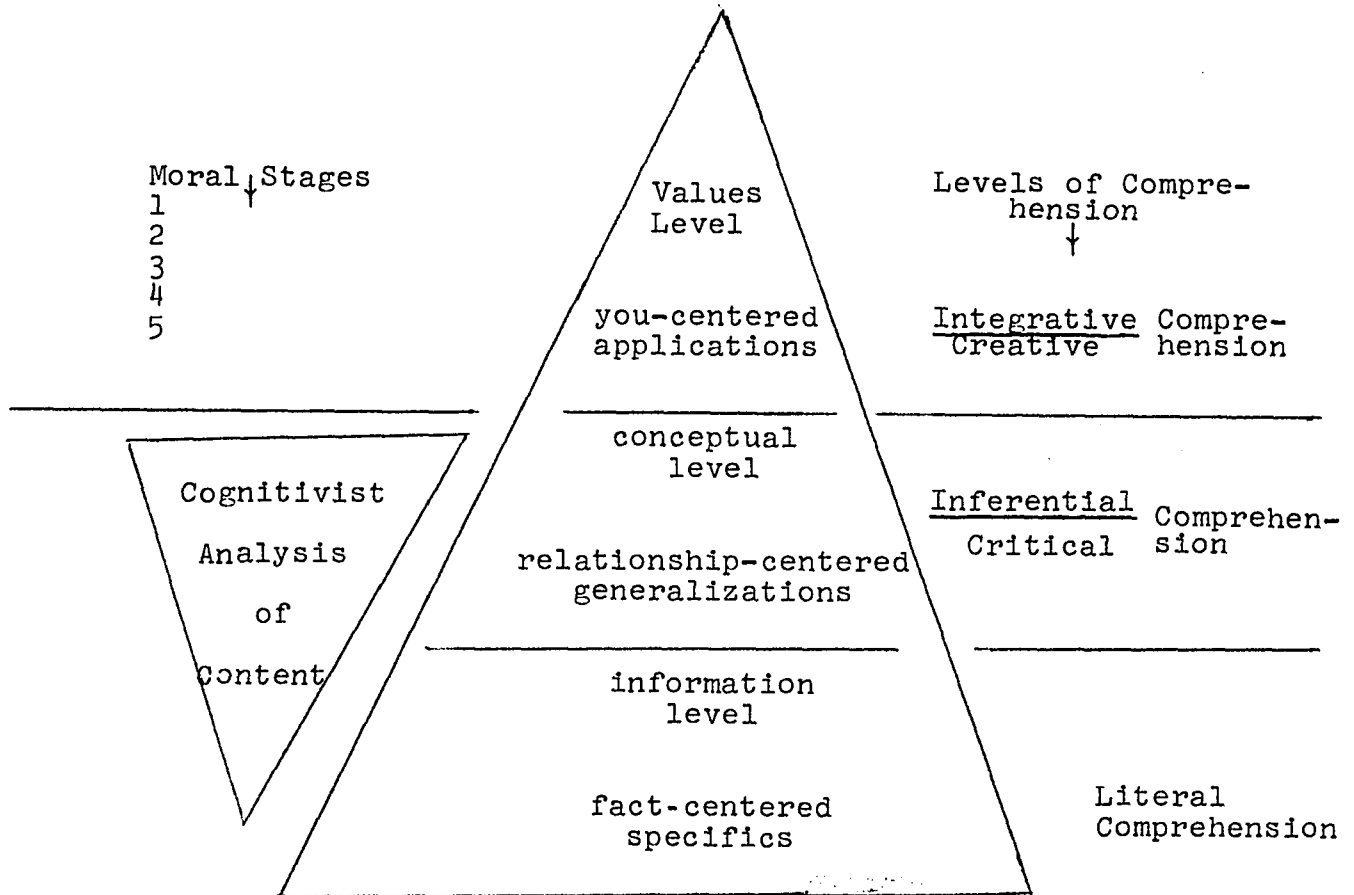 Moral Stages
1
2
3
4
5
Cognitivist
Analysis
of
Content
Values
Level
you-centered
applications
conceptual
level
relationship-centered
generalizations
information
level
fact-centered
specifics
Levels of Compre-
hension
Integrative Compre-
Creative hension
Inferential Comprehen-
Critical sion
Literal
Comprehension